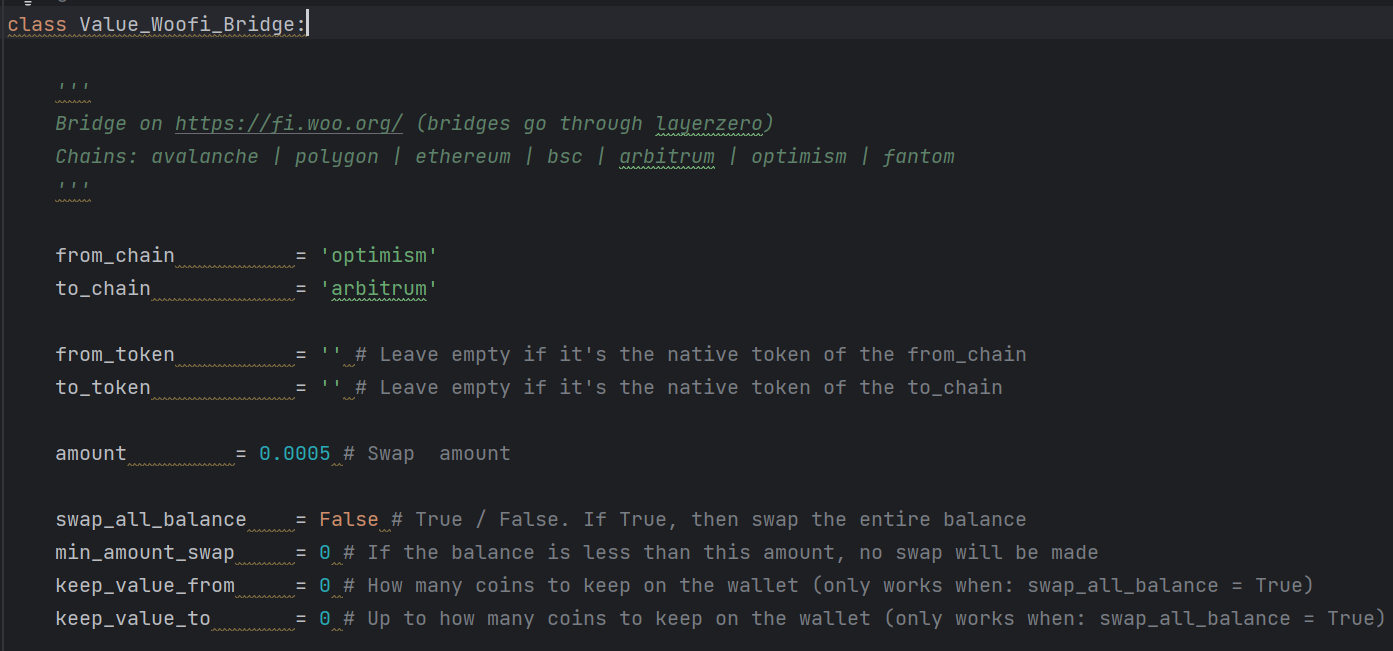 class Value_Woofi_Bridge:
'''
Bridge on https://fi.woo.org/ (bridges go through layerzero)
Chains: avalanche | polygon | ethereum | bsc | arbitrum | optimism | fantom
'''
from_chain = 'optimism'
to_chain = 'arbitrum'
from_token = '' # Leave empty if it's the native token of the from_chain
to_token = '' # Leave empty if it's the native token of the to_chain
amount = 0.0005 # Swap  amount
swap_all_balance = False # True / False. If True, then swap the entire balance
min_amount_swap = 0 # If the balance is less than this amount, no swap will be made
keep_value_from = 0 # How many coins to keep on the wallet (only works when: swap_all_balance = True)
keep_value_to = 0 # Up to how many coins to keep on the wallet (only works when: swap_all_balance = True)